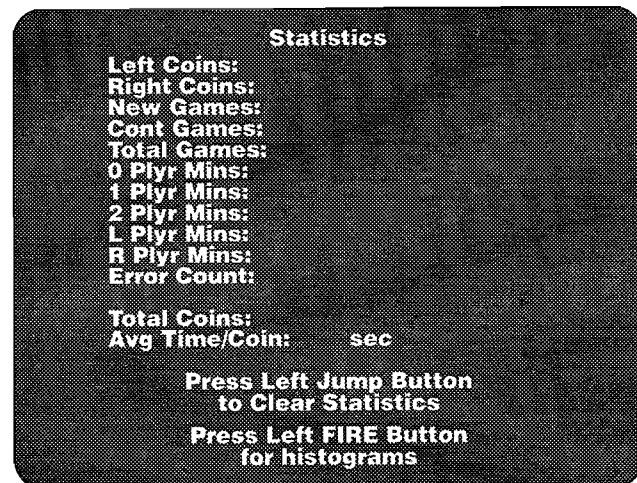 Statistics
Left Coins:
Right Coins:
New Games:
Cont Games:
Total Games:
0 Plyr Mins:
1 Plyr Mins:
2 Plyr Mins:
L Plyr Mins:
R Plyr Mins:
Error Count:
Total Coins:
Avg Time/Coin: sec
Press Left Jump Button
to Clear Statistics
Press Left FIRE Button
for histograms